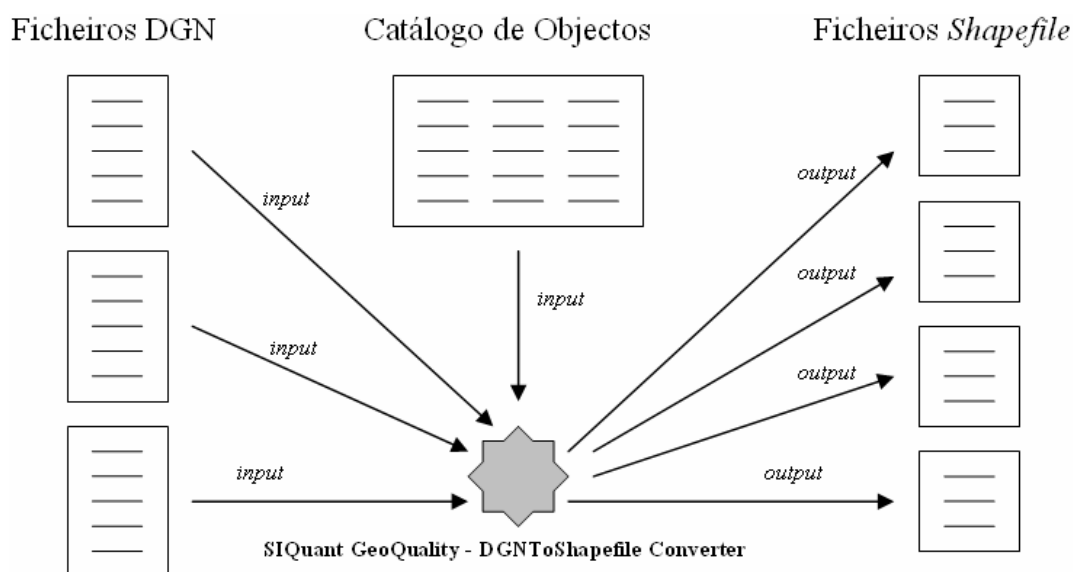 Ficheiros DGN
Catálogo de Objectos
Ficheiros Shapefile
input
output
input
output
input
output
input
output
SIQuant GeoQuality - DGNToShapefile Converter